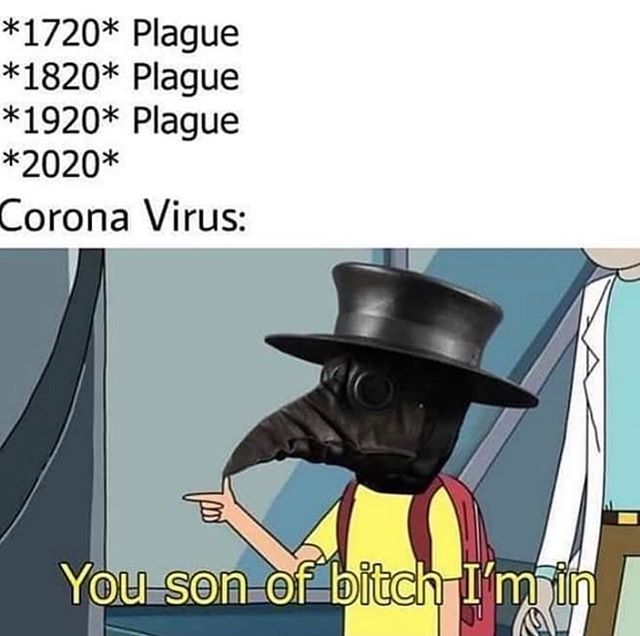 *1720* Plague
*1820* Plague
*1920* Plague
*2020*
Corona Virus:
You son of bitch I'm in